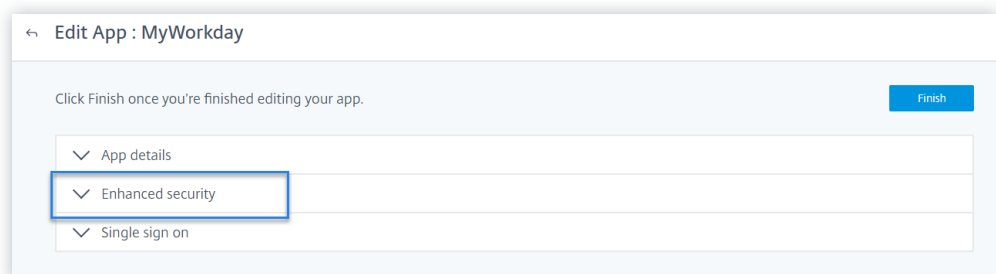 Edit App : MyWorkday
Click Finish once you're finished editing your app.
Finish
App details
Enhanced security
Single sign on